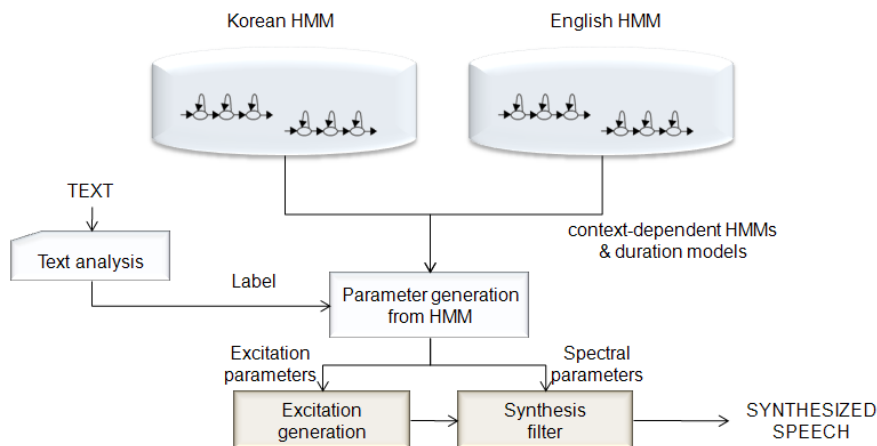 Korean HMM
English HMM
TEXT
context-dependent HMMs
& duration models
Text analysis
Label
Parameter generation
from HMM
Excitation
parameters
Spectral
parameters
Excitation
generation
Synthesis
filter
SYNTHESIZED
SPEECH